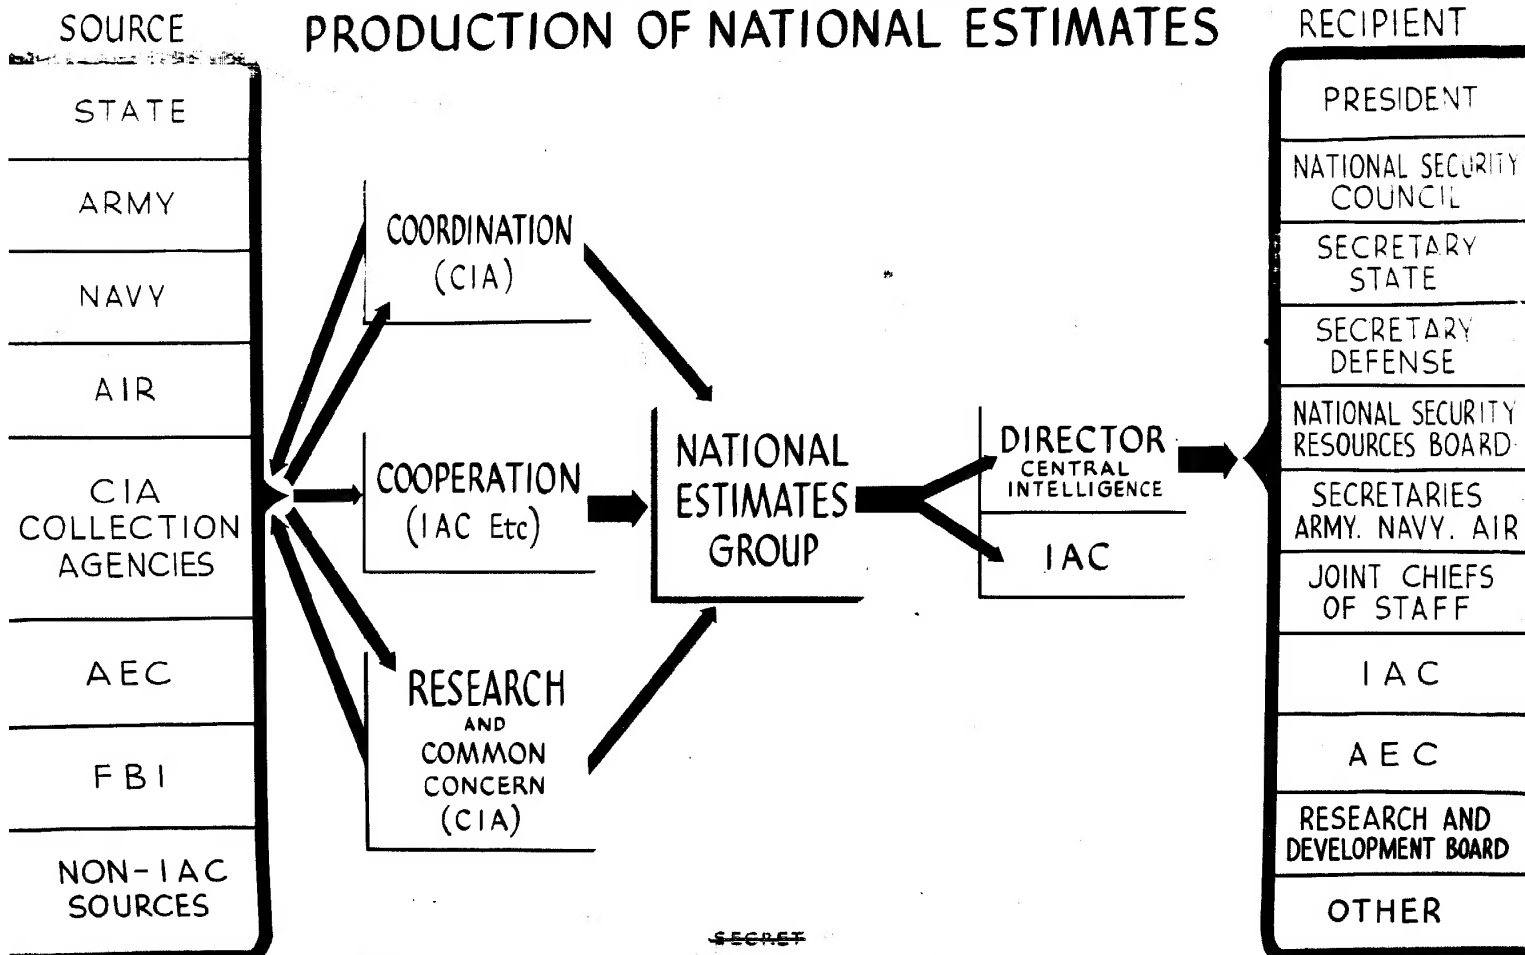 SOURCE
PRODUCTION OF NATIONAL ESTIMATES
RECIPIENT
STATE
ARMY
NAVY
AIR
CIA
COLLECTION
AGENCIES
AEC
FBI
NON-IAC
SOURCES
COORDINATION
(CIA)
COOPERATION
(IAC Etc)
RESEARCH
AND
COMMON
CONCERN
(CIA)
NATIONAL
ESTIMATES
GROUP
DIRECTOR
CENTRAL
INTELLIGENCE
IAC
PRESIDENT
NATIONAL SECURITY
COUNCIL
SECRETARY
STATE
SECRETARY
DEFENSE
NATIONAL SECURITY
RESOURCES BOARD
SECRETARIES
ARMY. NAVY. AIR
JOINT CHIEFS
OF STAFF
IAC
AEC
RESEARCH AND
DEVELOPMENT BOARD
OTHER
SECRET